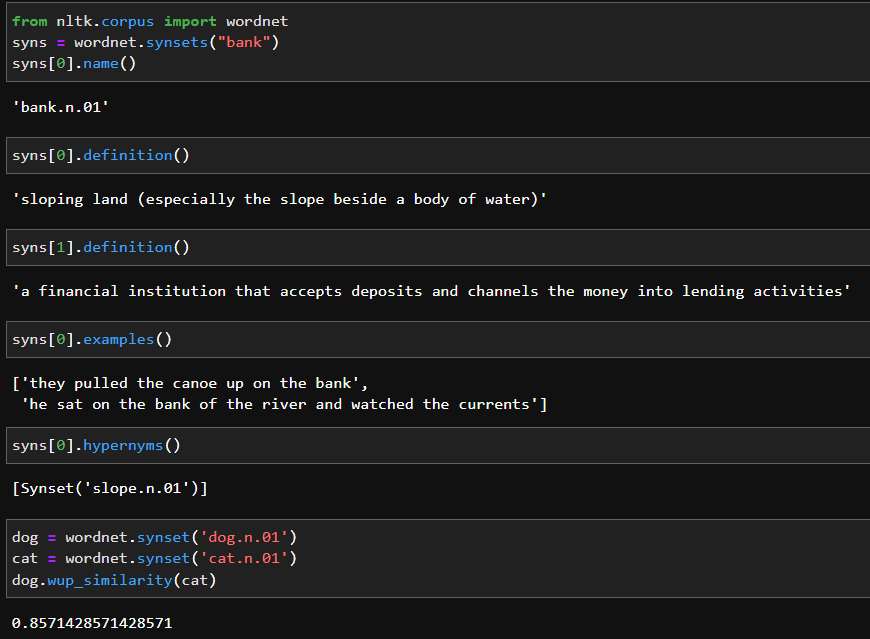 from nltk.corpus import wordnet
syns = wordnet.synsets("bank")
syns[0].name()
'bank.n.01'
syns[0].definition()
'sloping land (especially the slope beside a body of water)'
syns[1].definition()
'a financial institution that accepts deposits and channels the money into lending activities'
syns[0].examples()
['they pulled the canoe up on the bank',
 'he sat on the bank of the river and watched the currents']
syns[0].hypernyms()
[Synset('slope.n.01')]
dog = wordnet.synset('dog.n.01')
cat = wordnet.synset('cat.n.01')
dog.wup_similarity(cat)
0.8571428571428571